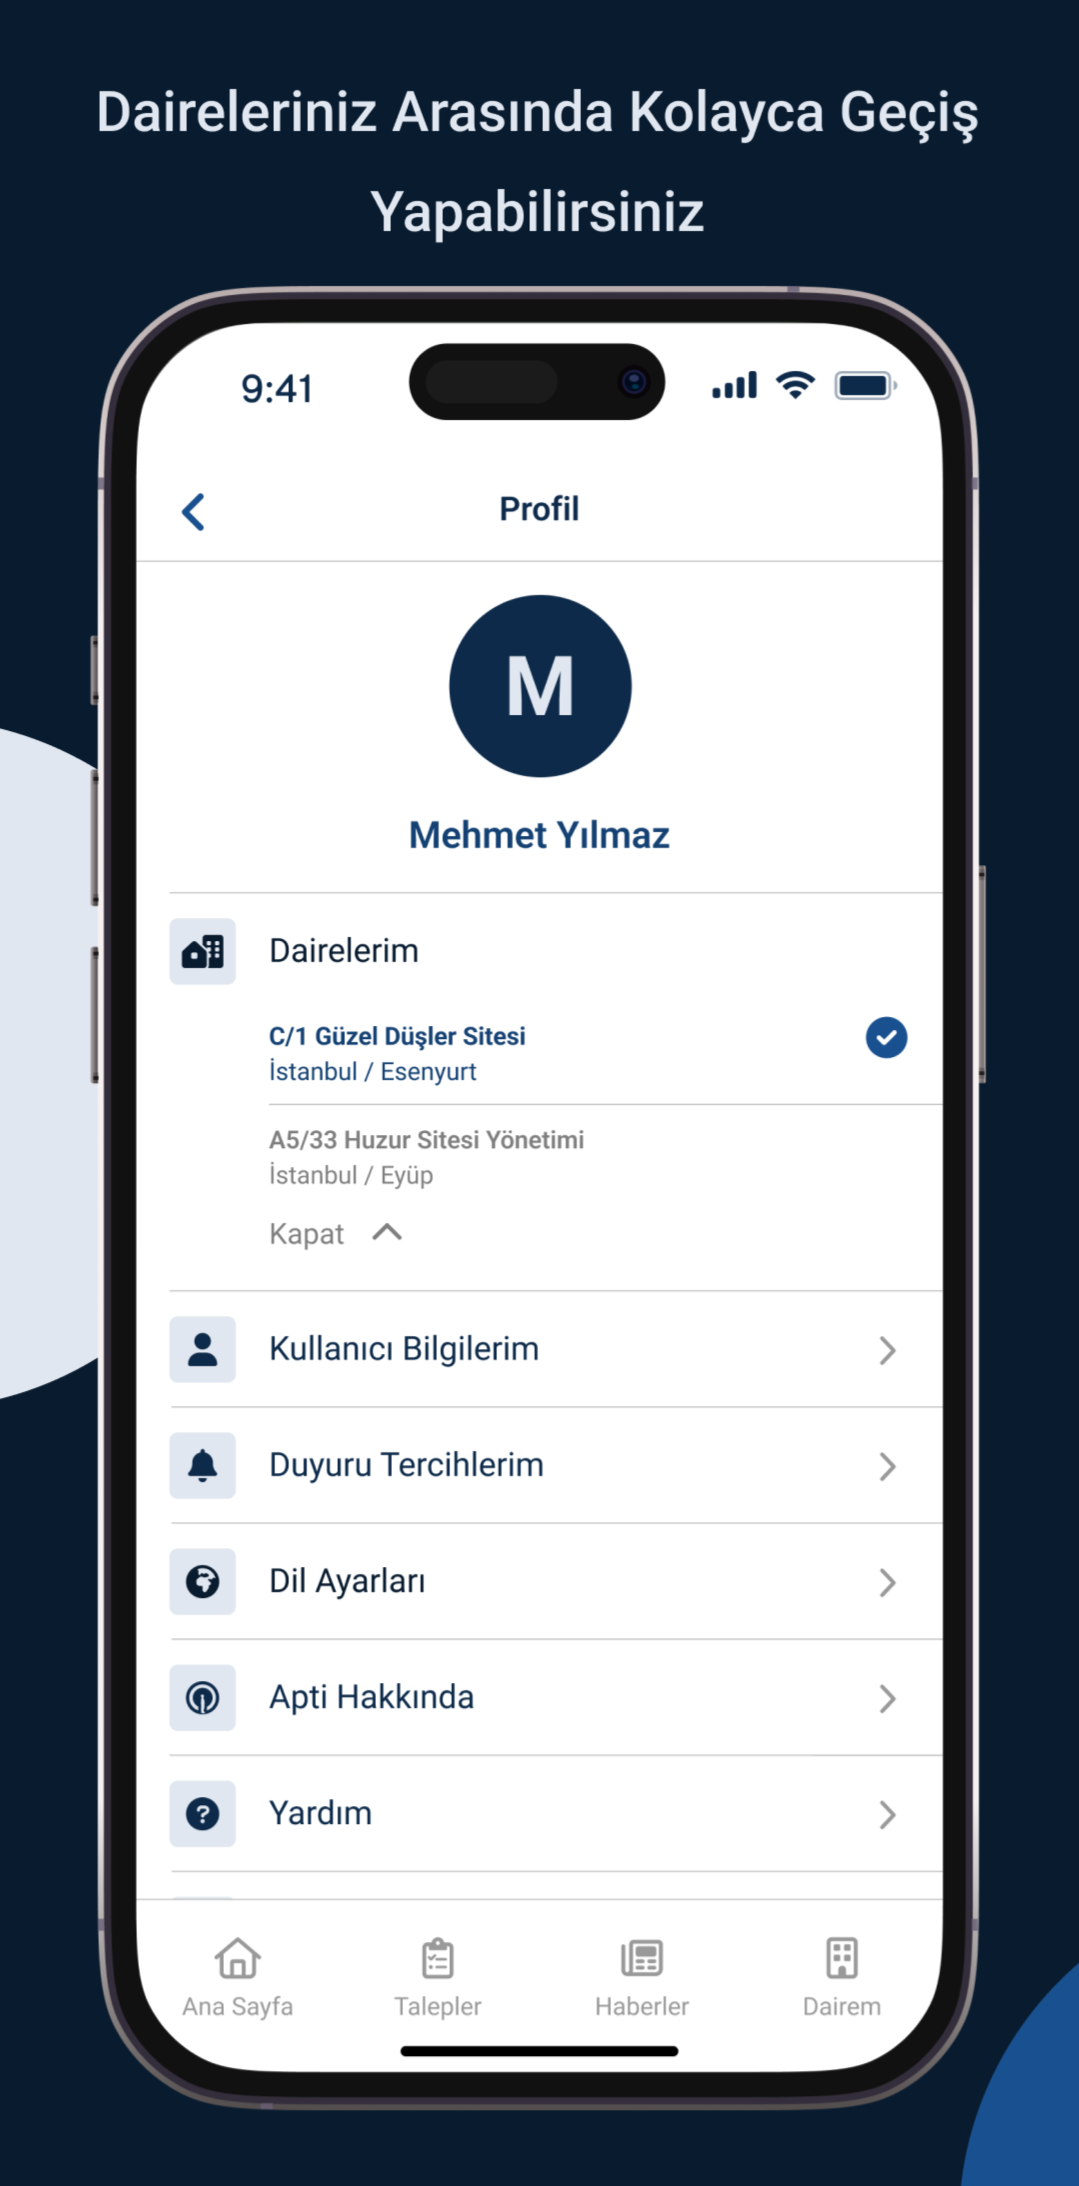 Daireleriniz Arasında Kolayca Geçiş
Yapabilirsiniz
9:41
Profil
M
Mehmet Yılmaz
Dairelerim
C/1 Güzel Düşler Sitesi
İstanbul / Esenyurt
A5/33 Huzur Sitesi Yönetimi
İstanbul / Eyüp
Kapat
Kullanıcı Bilgilerim
Duyuru Tercihlerim
Dil Ayarları
Apti Hakkında
Yardım
Ana Sayfa
Talepler
Haberler
Dairem